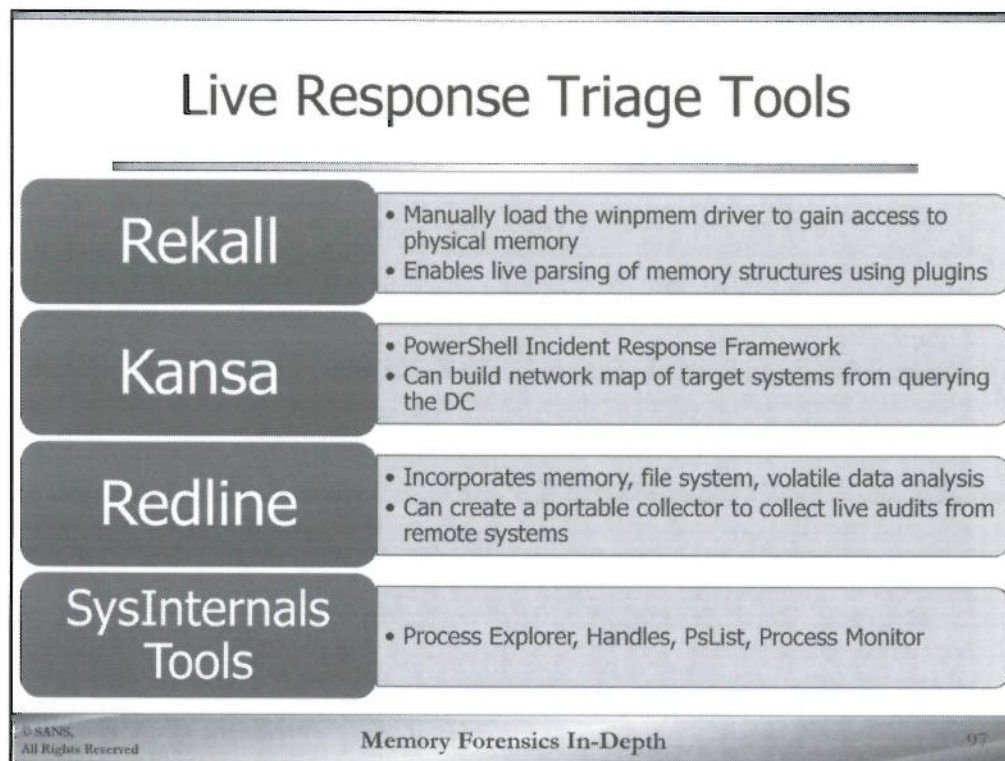 Live Response Triage Tools
Rekall
• Manually load the winpmem driver to gain access to
physical memory
• Enables live parsing of memory structures using plugins
Kansa
• PowerShell Incident Response Framework
• Can build network map of target systems from querying
the DC
Redline
• Incorporates memory, file system, volatile data analysis
• Can create a portable collector to collect live audits from
remote systems
SysInternals
Tools
• Process Explorer, Handles, PsList, Process Monitor
© SANS,
All Rights Reserved
Memory Forensics In-Depth
97